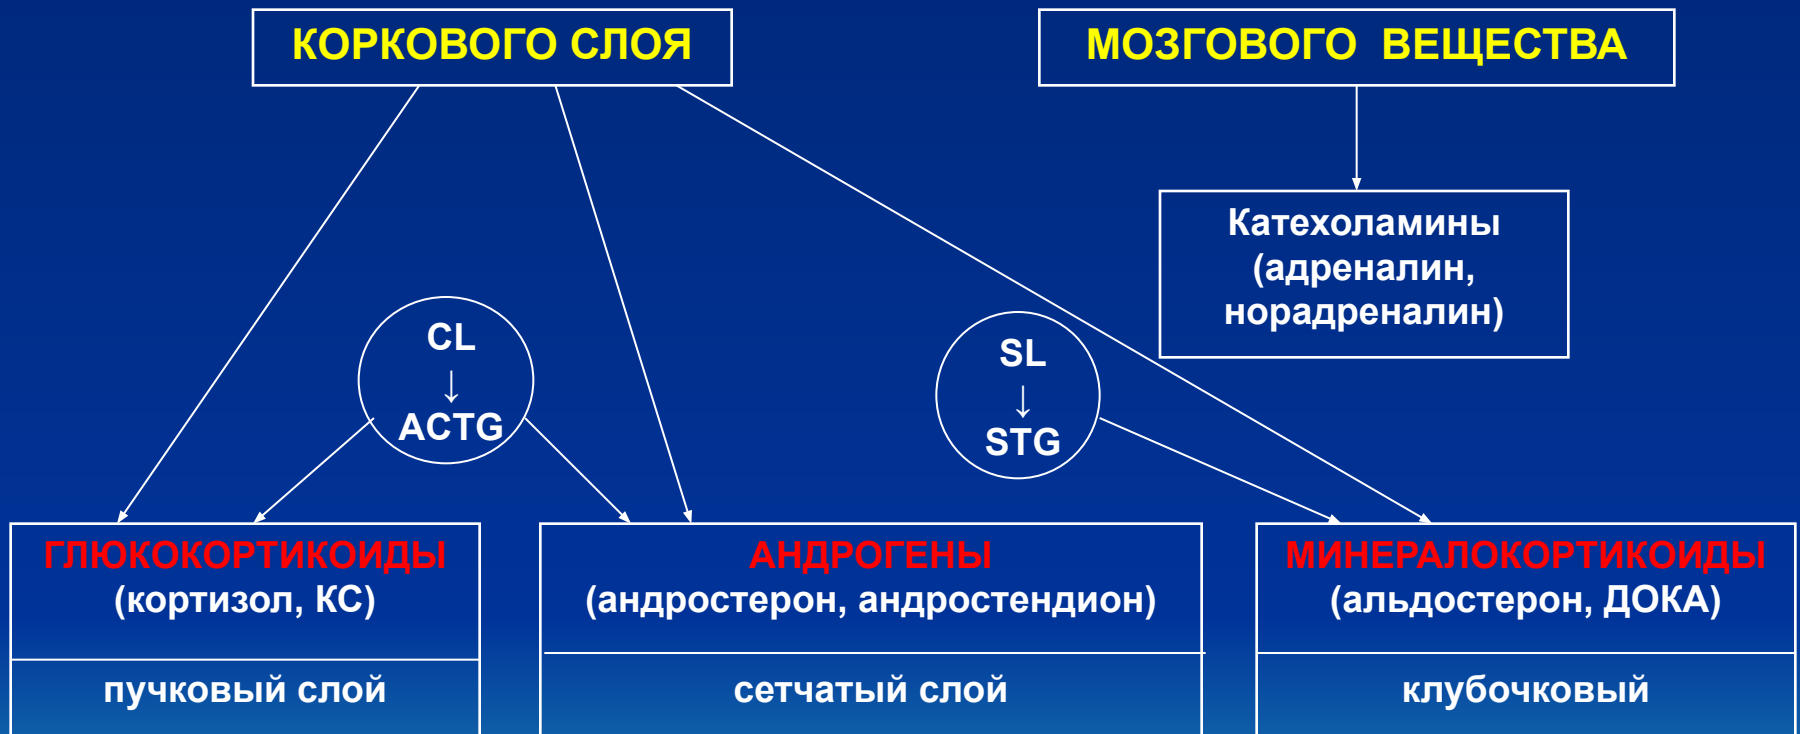 КОРКОВОГО СЛОЯ
МОЗГОВОГО ВЕЩЕСТВА
Катехоламины
(адреналин,
норадреналин)
CL
↓
ACTG
SL
↓
STG
ГЛЮКОКОРТИКОИДЫ
(кортизол, КС)
пучковый слой
АНДРОГЕНЫ
(андростерон, андростендион)
сетчатый слой
МИНЕРАЛОКОРТИКОИДЫ
(альдостерон, ДОКА)
клубочковый